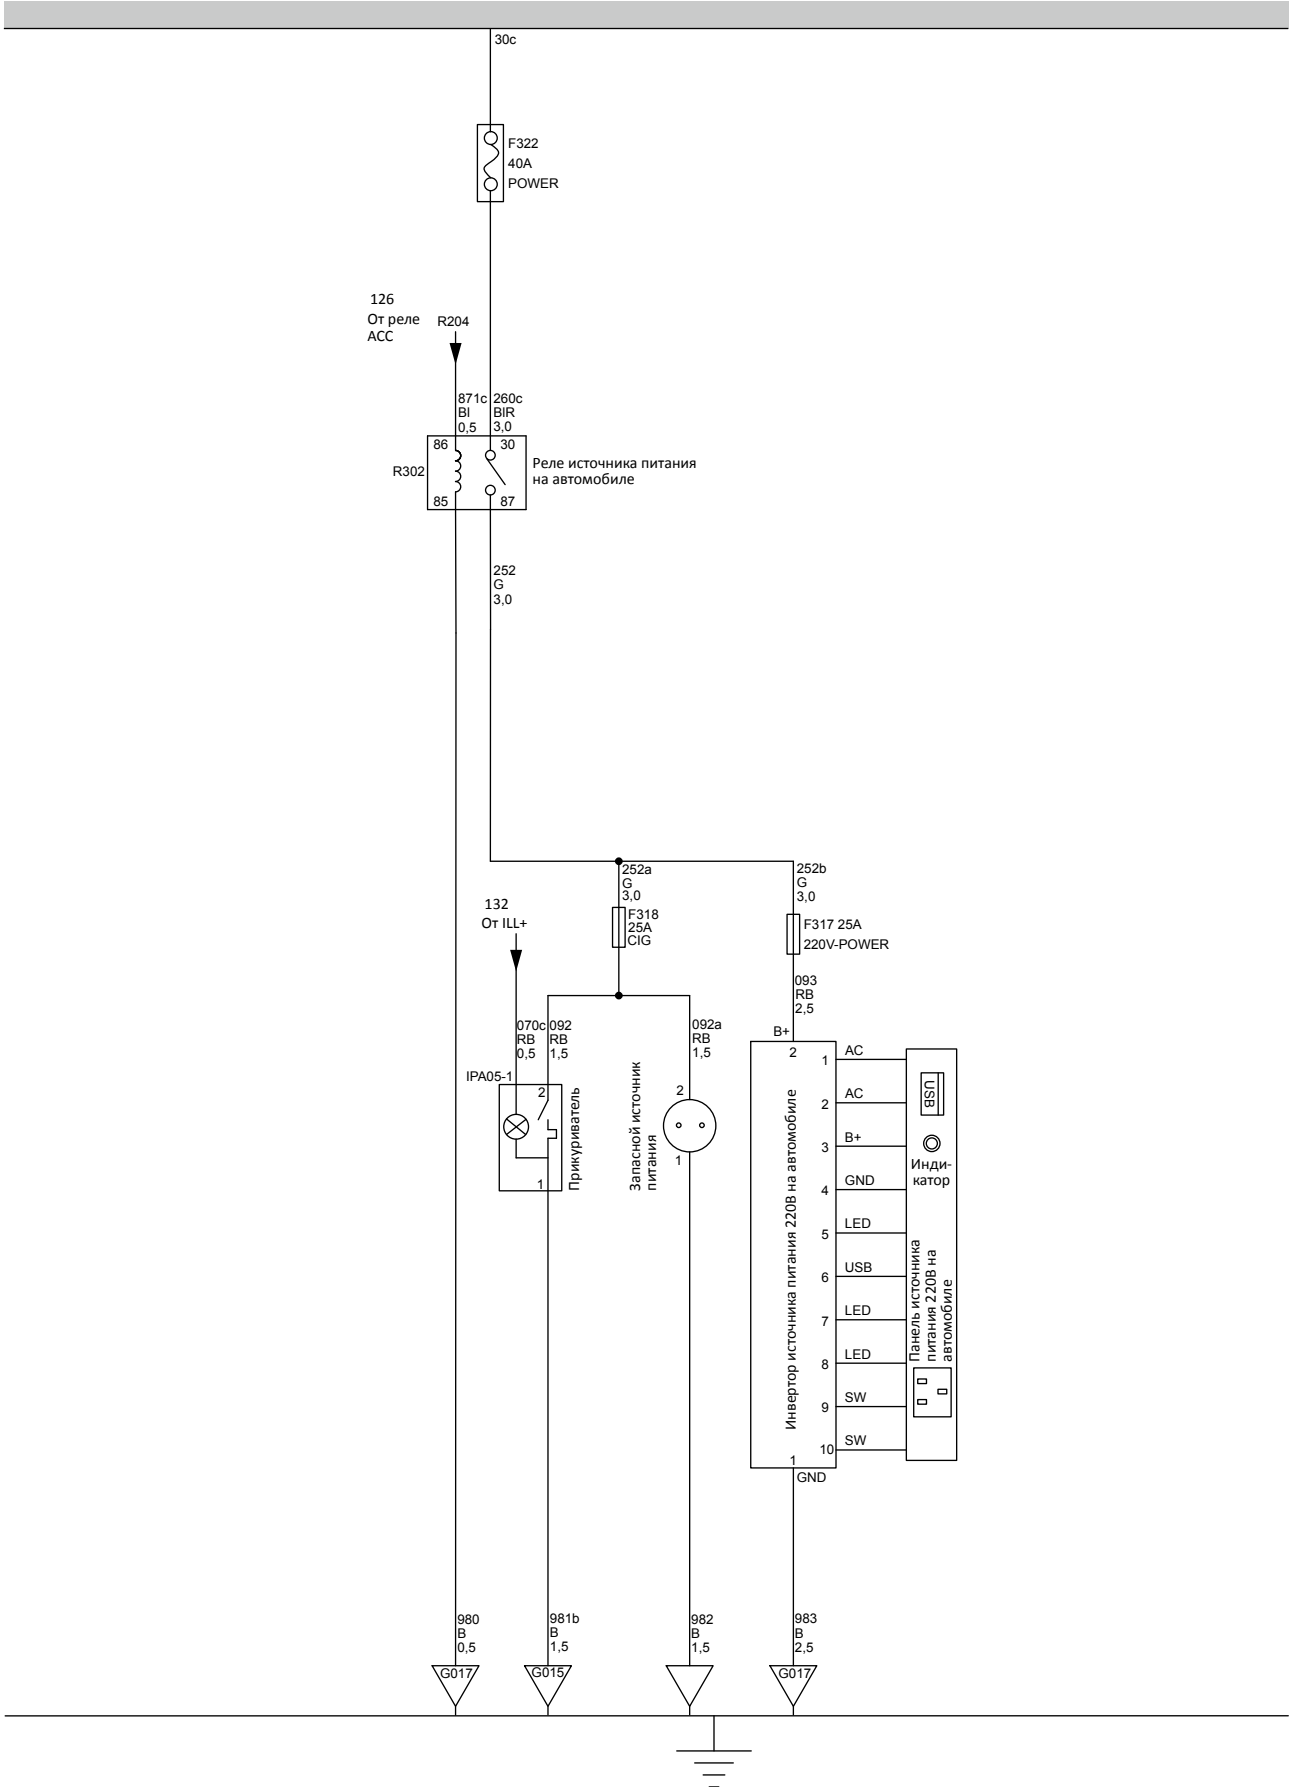 30c
F322
40A
POWER
126
От реле
ACC
R204
871c
BI
0,5
260c
BIR
3,0
86
30
R302
85
87
Реле источника питания
на автомобиле
252
G
3,0
252a
G
3,0
252b
G
3,0
132
От ILL+
F318
25A
CIG
F317 25A
220V-POWER
093
RB
2,5
070c
RB
0,5
092
RB
1,5
092a
RB
1,5
IPA05-1
2
1
Прикуриватель
Запасной источник
питания
2
1
B+
2
Инвертор источника питания 220В на автомобиле
1
GND
1
AC
2
AC
3
B+
4
GND
5
LED
6
USB
7
LED
8
LED
9
SW
10
SW
USB
Инди-
катор
Панель источника
питания 220В на
автомобиле
980
B
0,5
981b
B
1,5
982
B
1,5
983
B
2,5
G017
G015
G017